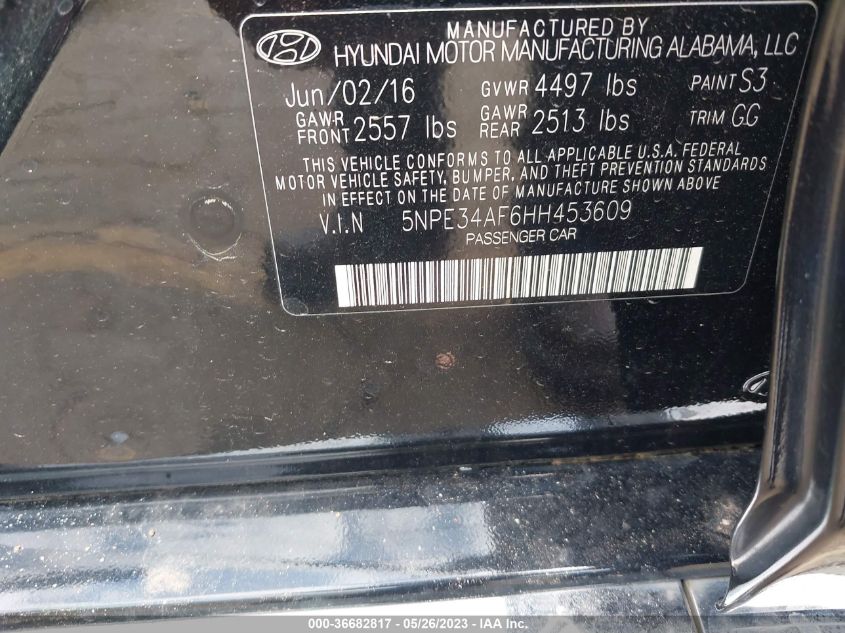 MANUFACTURED BY
HYUNDAI MOTOR MANUFACTURING ALABAMA, LLC
Jun/02/16 GVWR 4497 lbs PAINT S3
GAWR FRONT 2557 lbs GAWR REAR 2513 lbs TRIM GG
THIS VEHICLE CONFORMS TO ALL APPLICABLE U.S.A. FEDERAL
MOTOR VEHICLE SAFETY, BUMPER, AND THEFT PREVENTION STANDARDS
IN EFFECT ON THE DATE OF MANUFACTURE SHOWN ABOVE.
V.I.N 5NPE34AF6HH453609
PASSENGER CAR
000-36682817 - 05/26/2023 - IAA Inc.